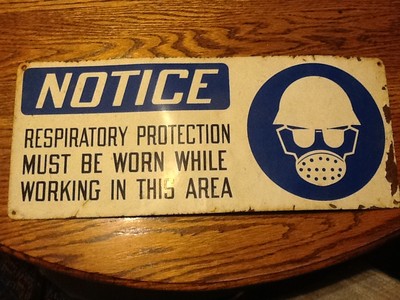 NOTICE
RESPIRATORY PROTECTION
MUST BE WORN WHILE
WORKING IN THIS AREA